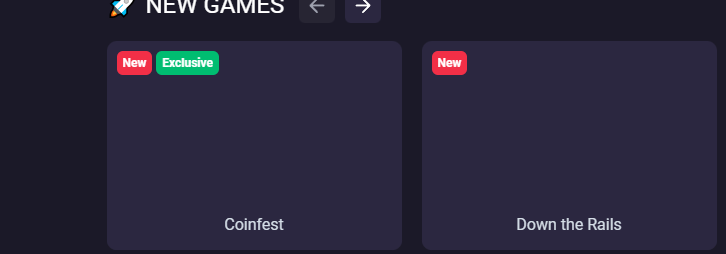 NEW GAMES
New Exclusive
New
Coinfest
Down the Rails